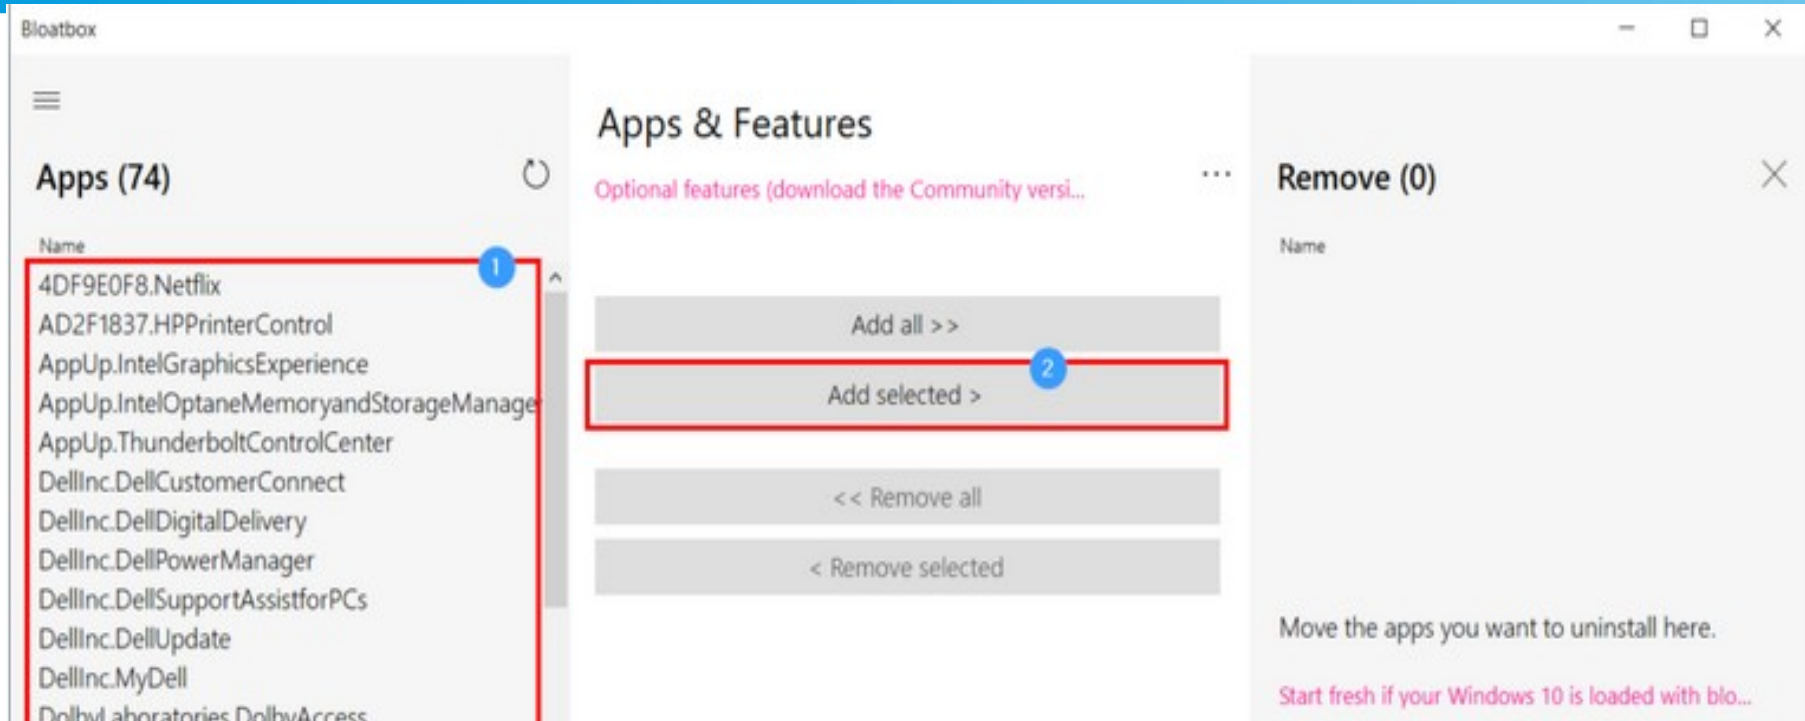 Bloatbox
Apps (74)
Name
1
4DF9E0F8.Netflix
AD2F1837.HPPrinterControl
AppUp.IntelGraphicsExperience
AppUp.IntelOptaneMemoryandStorageManage
AppUp.ThunderboltControlCenter
DellInc.DellCustomerConnect
DellInc.DellDigitalDelivery
DellInc.DellPowerManager
DellInc.DellSupportAssistforPCs
DellInc.DellUpdate
DellInc.MyDell
DolbyLaboratories.DolbyAccess
Apps & Features
Optional features (download the Community versi...
...
Add all >>
2
Add selected >
<< Remove all
< Remove selected
Remove (0)
Name
Move the apps you want to uninstall here.
Start fresh if your Windows 10 is loaded with blo...